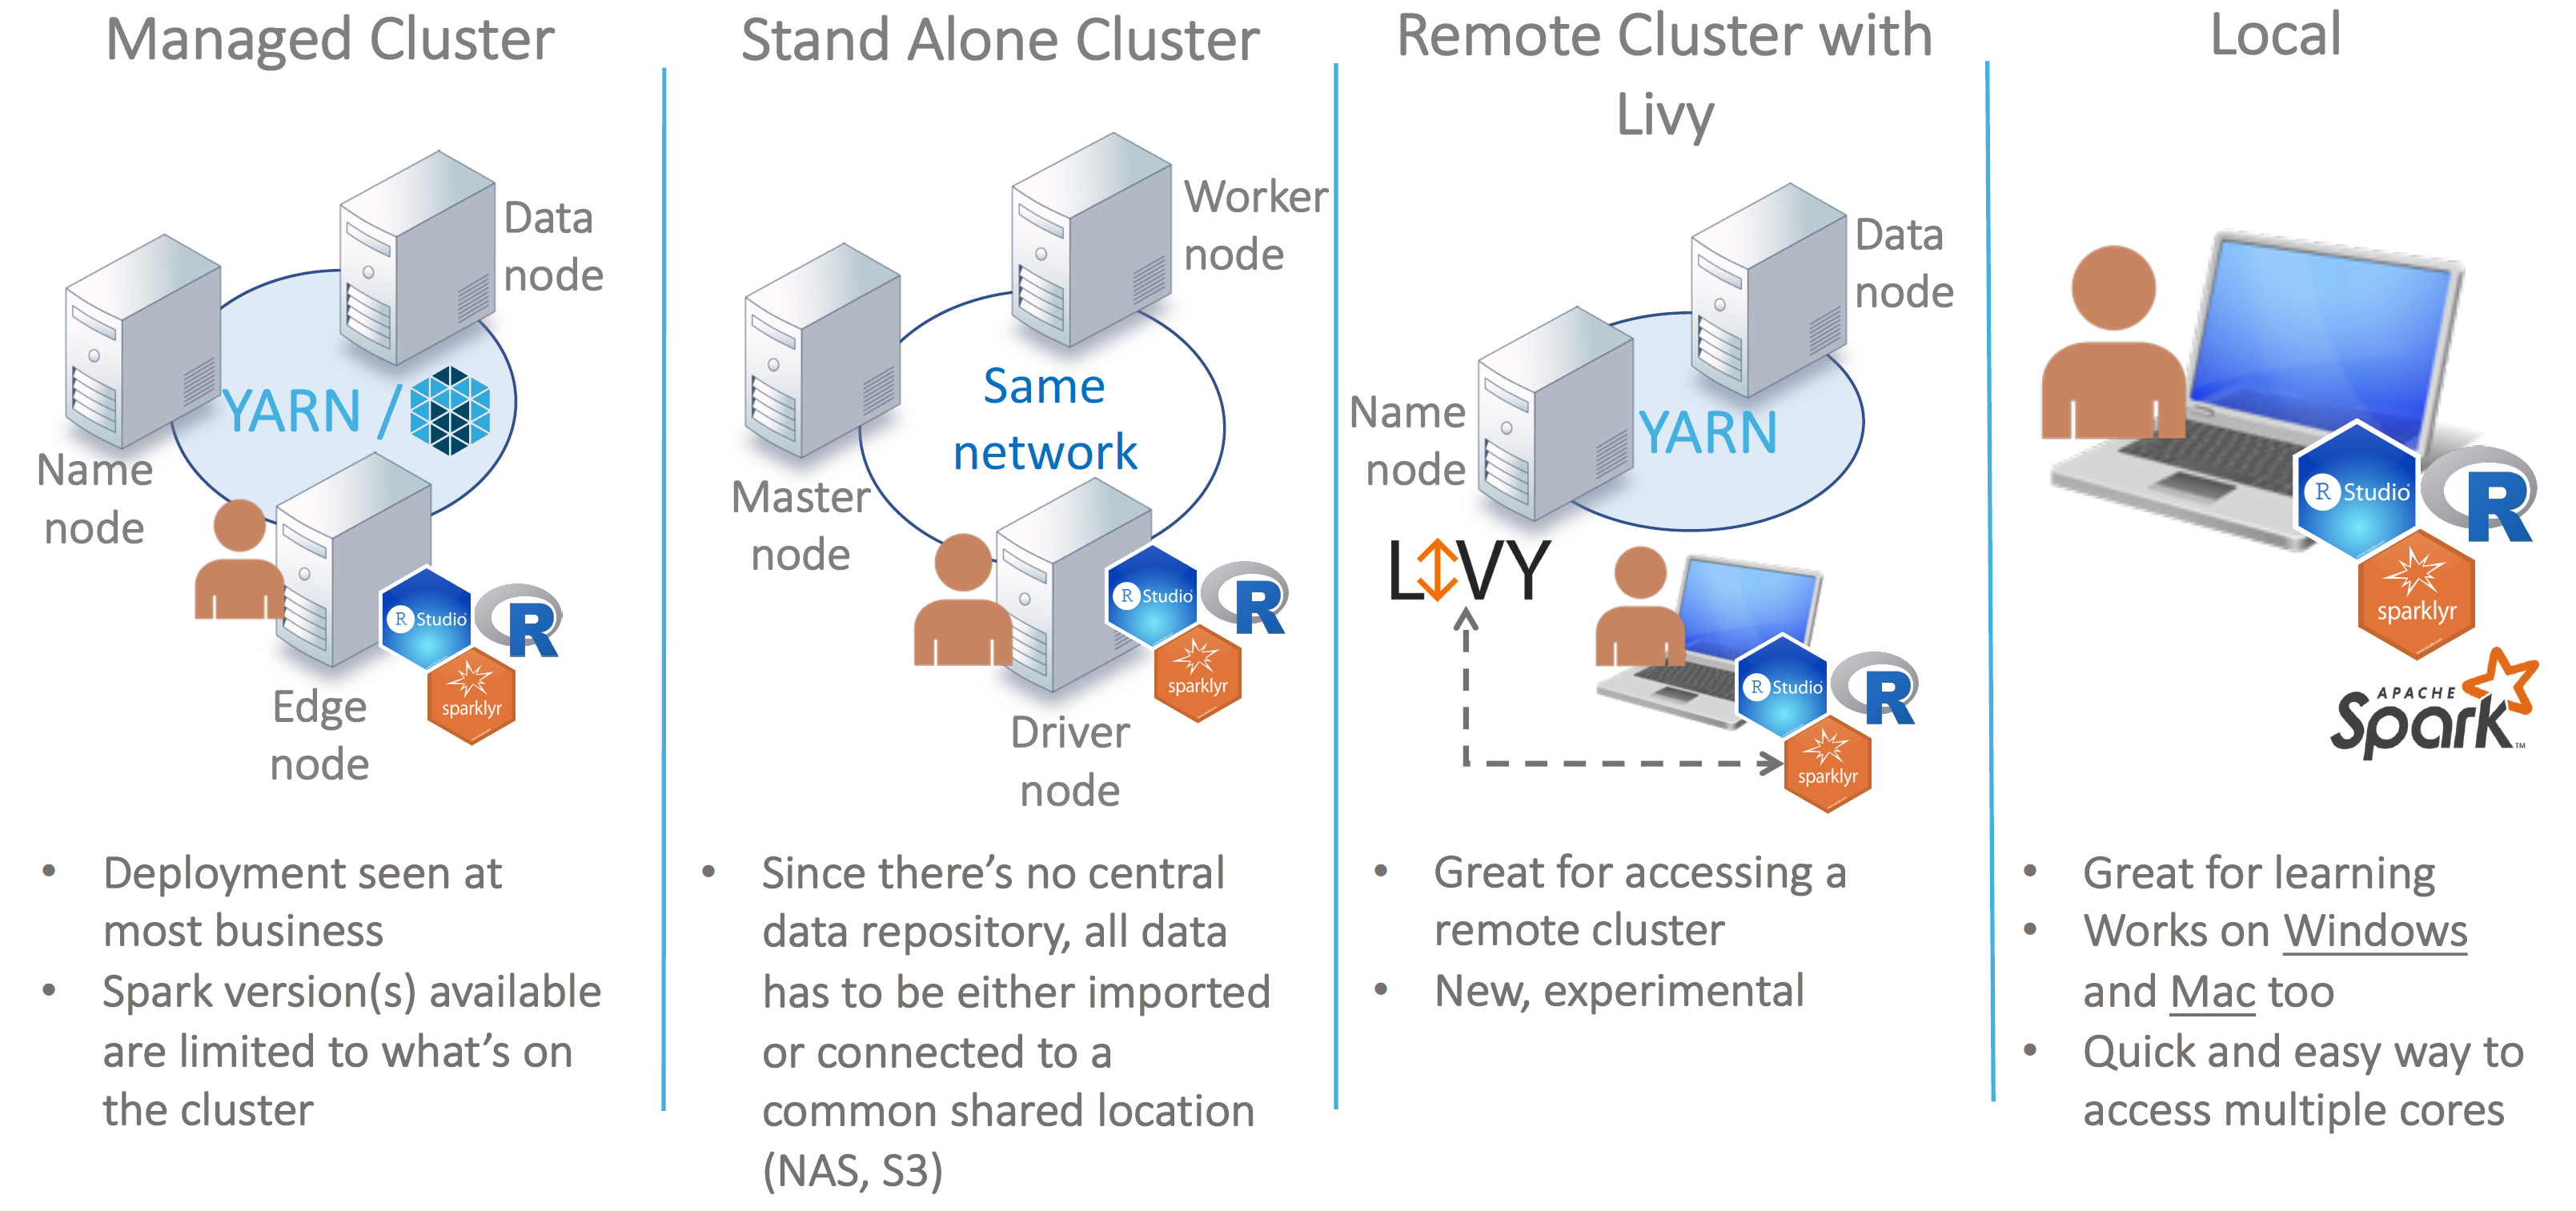 Managed Cluster
Data
node
YARN /
Name
node
R Studio
R
sparklyr
Edge
node
• Deployment seen at
most business
• Spark version(s) available
are limited to what’s on
the cluster
Stand Alone Cluster
Worker
node
Same
network
Master
node
R Studio
R
sparklyr
Driver
node
• Since there’s no central
data repository, all data
has to be either imported
or connected to a
common shared location
(NAS, S3)
Remote Cluster with
Livy
Data
node
Name
node
YARN
LIVY
R Studio
R
sparklyr
• Great for accessing a
remote cluster
• New, experimental
Local
R Studio
R
sparklyr
APACHE
Spark™
• Great for learning
• Works on Windows
and Mac too
• Quick and easy way to
access multiple cores